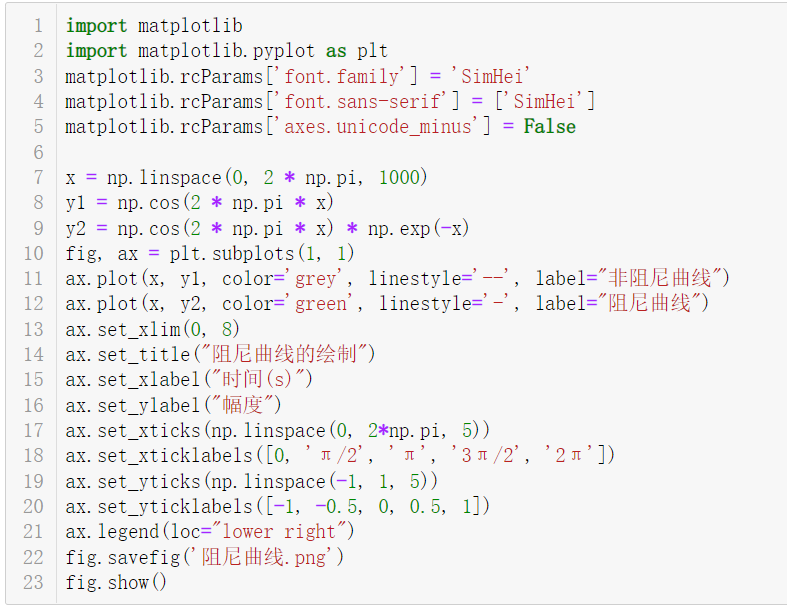 1 import matplotlib
2 import matplotlib.pyplot as plt
3 matplotlib.rcParams['font.family'] = 'SimHei'
4 matplotlib.rcParams['font.sans-serif'] = ['SimHei']
5 matplotlib.rcParams['axes.unicode_minus'] = False
6
7 x = np.linspace(0, 2 * np.pi, 1000)
8 y1 = np.cos(2 * np.pi * x)
9 y2 = np.cos(2 * np.pi * x) * np.exp(-x)
10 fig, ax = plt.subplots(1, 1)
11 ax.plot(x, y1, color='grey', linestyle='--', label="非阻尼曲线")
12 ax.plot(x, y2, color='green', linestyle='-', label="阻尼曲线")
13 ax.set_xlim(0, 8)
14 ax.set_title("阻尼曲线的绘制")
15 ax.set_xlabel("时间(s)")
16 ax.set_ylabel("幅度")
17 ax.set_xticks(np.linspace(0, 2*np.pi, 5))
18 ax.set_xticklabels([0, 'π/2', 'π', '3π/2', '2π'])
19 ax.set_yticks(np.linspace(-1, 1, 5))
20 ax.set_yticklabels([-1, -0.5, 0, 0.5, 1])
21 ax.legend(loc="lower right")
22 fig.savefig('阻尼曲线.png')
23 fig.show()